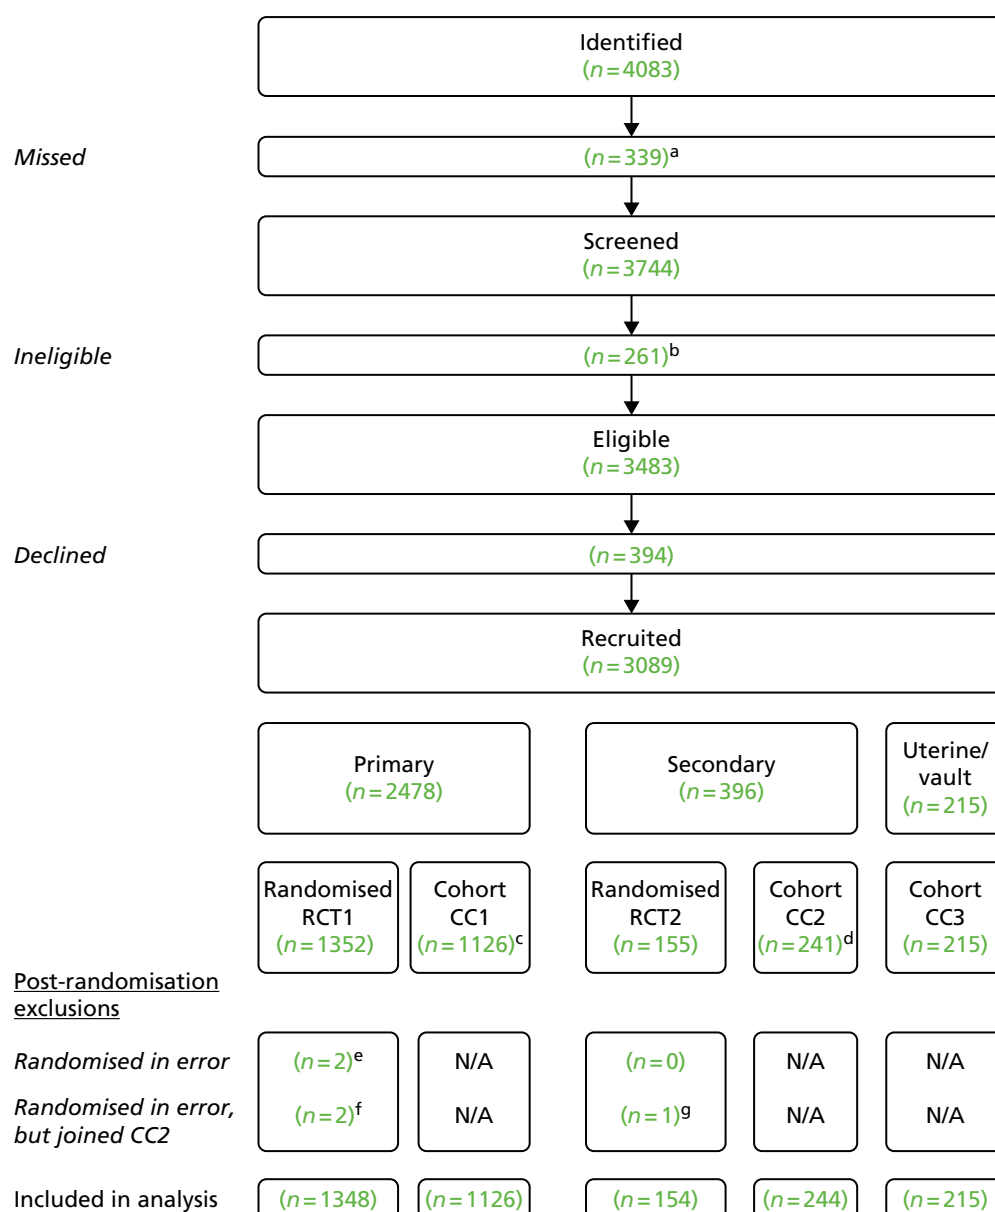 Identified
(n=4083)
Missed
(n=339)a
Screened
(n=3744)
Ineligible
(n=261)b
Eligible
(n=3483)
Declined
(n=394)
Recruited
(n=3089)
Primary
(n=2478)
Secondary
(n=396)
Uterine/
vault
(n=215)
Randomised
RCT1
(n=1352)
Cohort
CC1
(n=1126)c
Randomised
RCT2
(n=155)
Cohort
CC2
(n=241)d
Cohort
CC3
(n=215)
Post-randomisation
exclusions
Randomised in error
(n=2)e
N/A
(n=0)
N/A
N/A
Randomised in error,
but joined CC2
(n=2)f
N/A
(n=1)g
N/A
N/A
Included in analysis
(n=1348)
(n=1126)
(n=154)
(n=244)
(n=215)